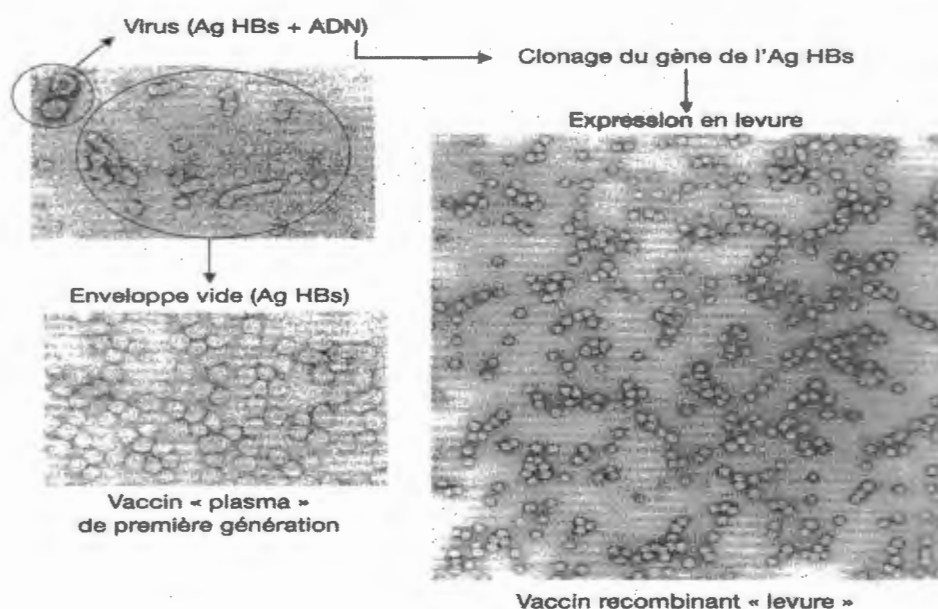 Virus (Ag HBs + ADN)
Clonage du gène de l'Ag HBs
Expression en levure
Enveloppe vide (Ag HBs)
Vaccin « plasma »
de première génération
Vaccin recombinant « levure »